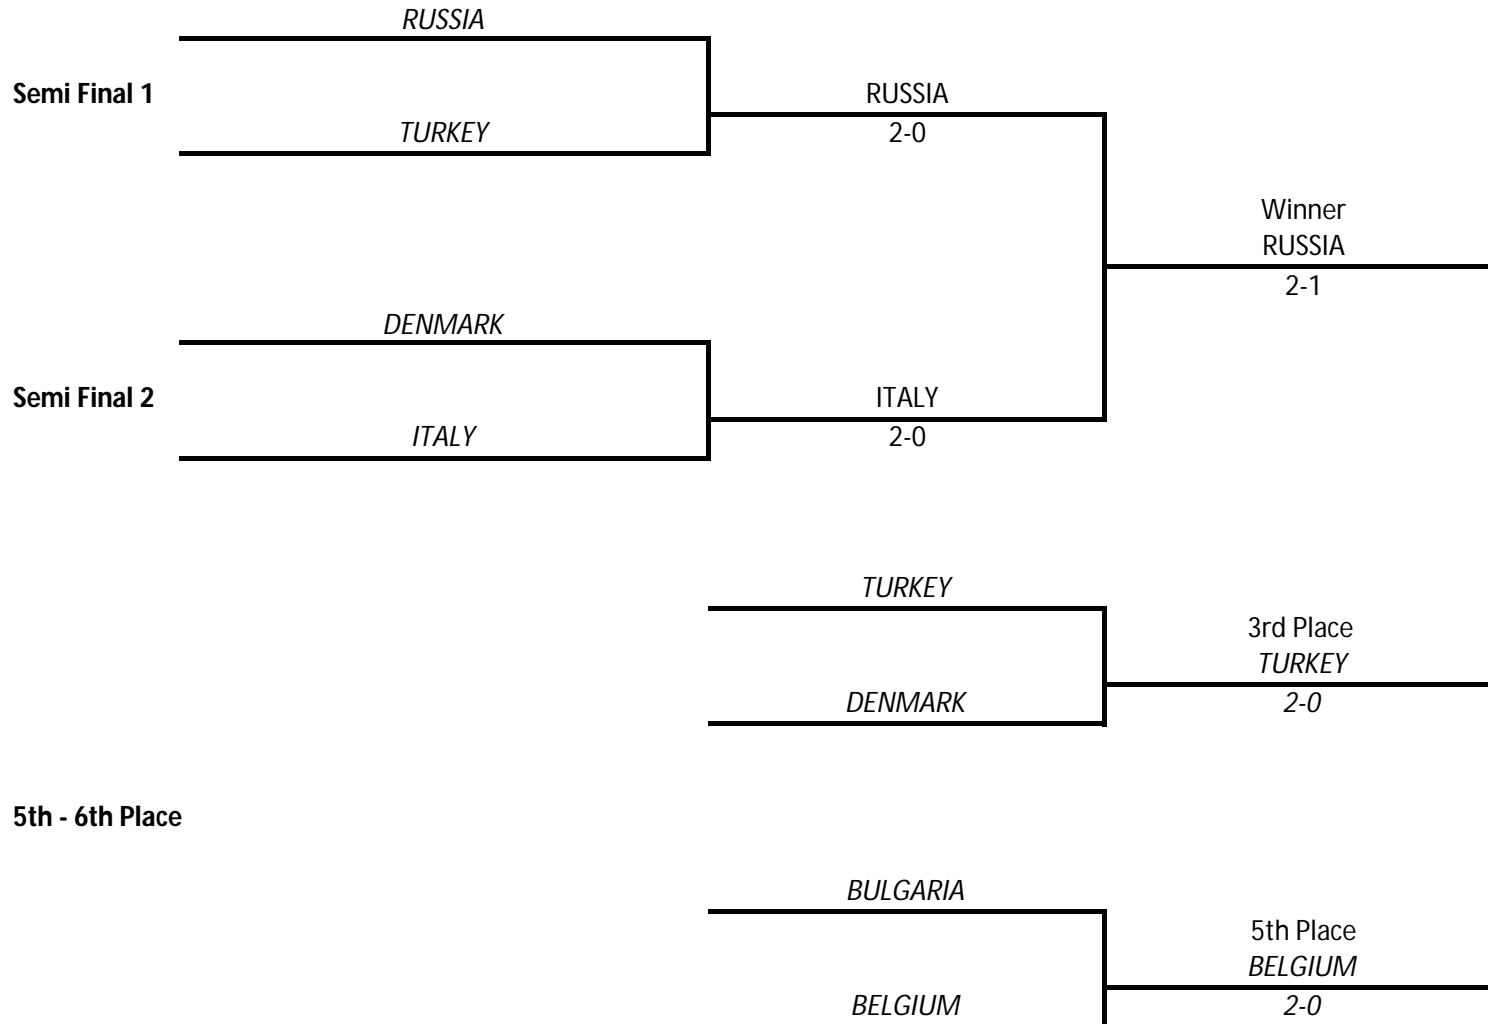 RUSSIA
Semi Final 1
RUSSIA
TURKEY
2-0
Winner
RUSSIA
2-1
DENMARK
Semi Final 2
ITALY
ITALY
2-0
TURKEY
3rd Place
TURKEY
DENMARK
2-0
5th - 6th Place
BULGARIA
5th Place
BELGIUM
BELGIUM
2-0